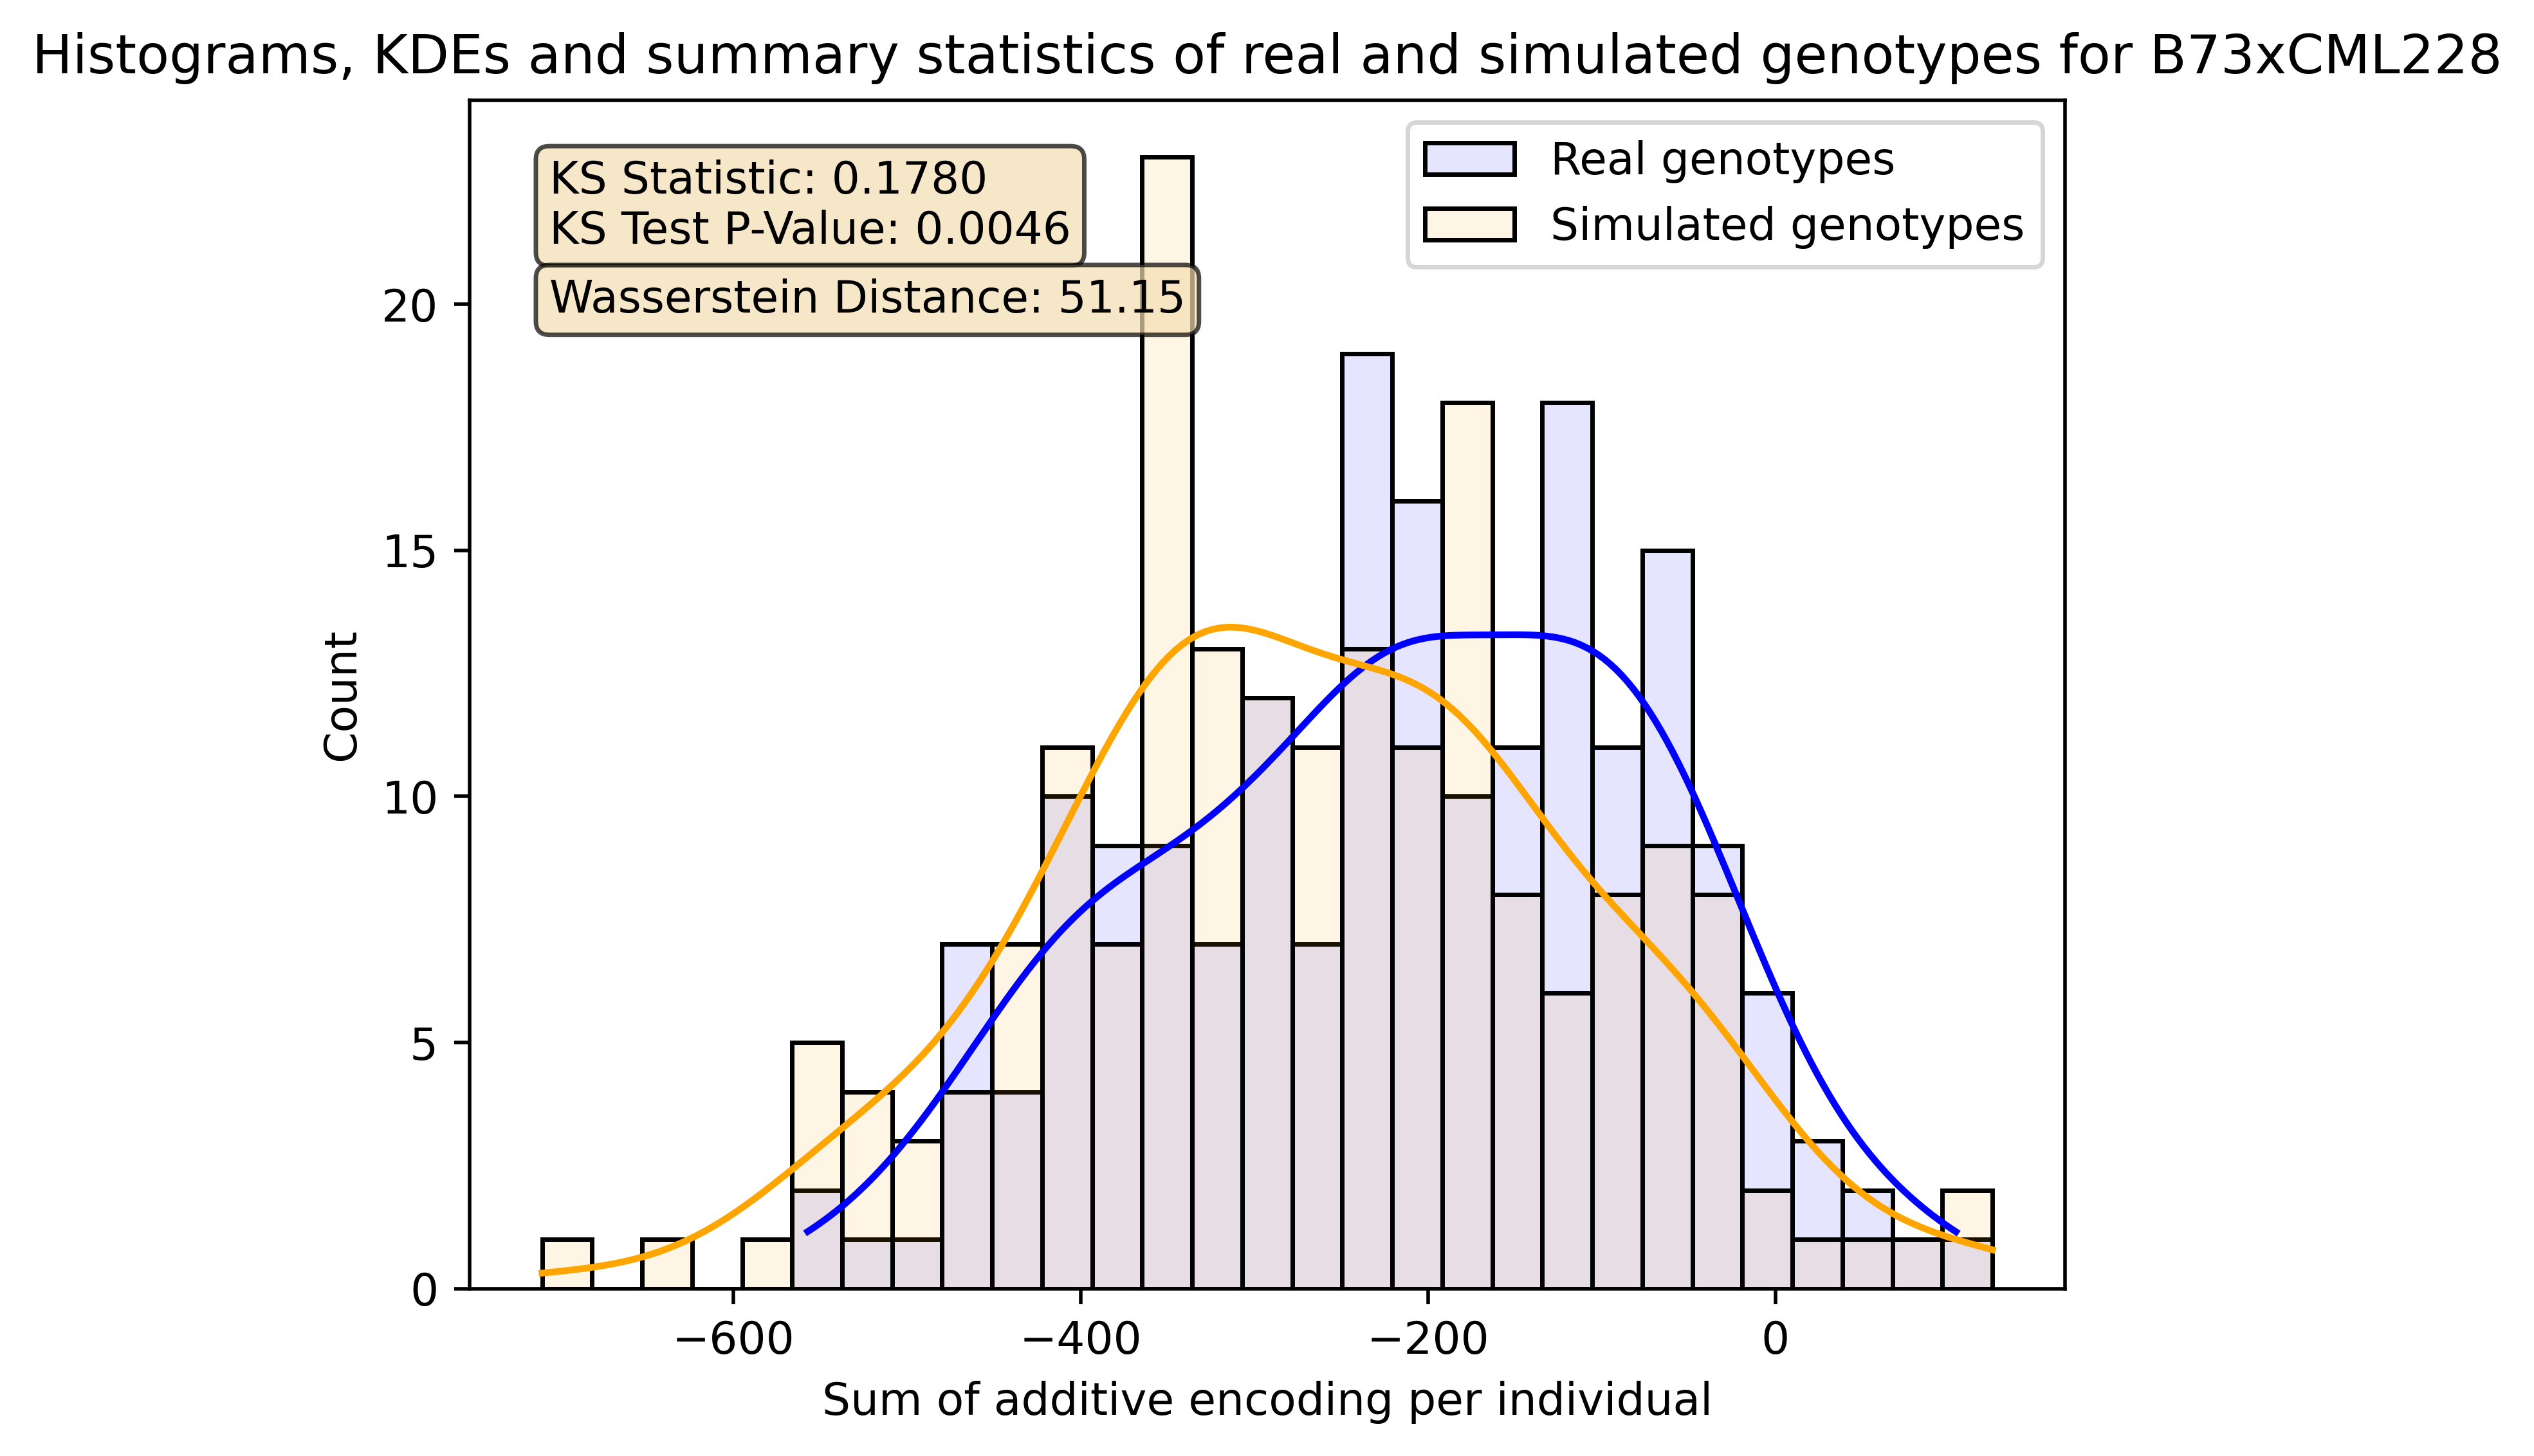 Histograms, KDEs and summary statistics of real and simulated genotypes for B73xCML228
KS Statistic: 0.1780
KS Test P-Value: 0.0046
Wasserstein Distance: 51.15
Real genotypes
Simulated genotypes
Count
20
15
10
5
0
−600
−400
−200
0
Sum of additive encoding per individual